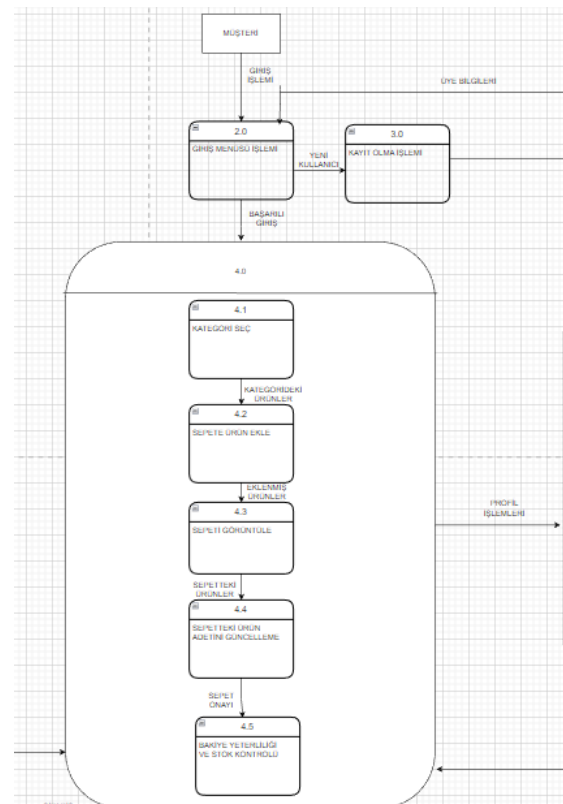 MÜŞTERİ
GİRİŞ
İŞLEMİ
ÜYE BİLGİLERİ
2.0
GİRİŞ MENÜSÜ İŞLEMİ
YENİ
KULLANICI
3.0
KAYIT OLMA İŞLEMİ
BAŞARILI
GİRİŞ
4.0
4.1
KATEGORİ SEÇ
KATEGORİDEKİ
ÜRÜNLER
4.2
SEPETE ÜRÜN EKLE
EKLENMİŞ
ÜRÜNLER
4.3
SEPETİ GÖRÜNTÜLE
PROFİL
İŞLEMLERİ
SEPETTEKİ
ÜRÜNLER
4.4
SEPETTEKİ ÜRÜN
ADETİNİ GÜNCELLEME
SEPET
ONAYI
4.5
BAKİYE YETERLİLİĞİ
VE STOK KONTROLÜ